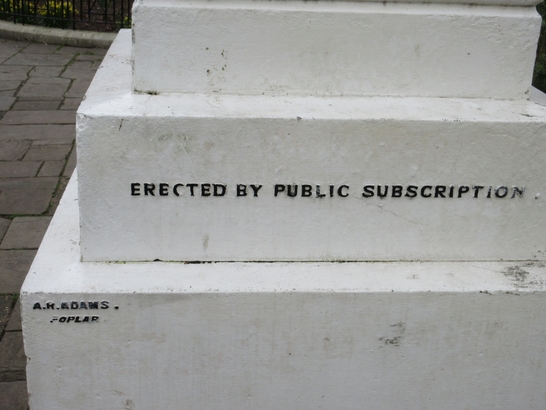 ERECTED BY PUBLIC SUBSCRIPTION.
A.R.ADAMS.
POPLAR